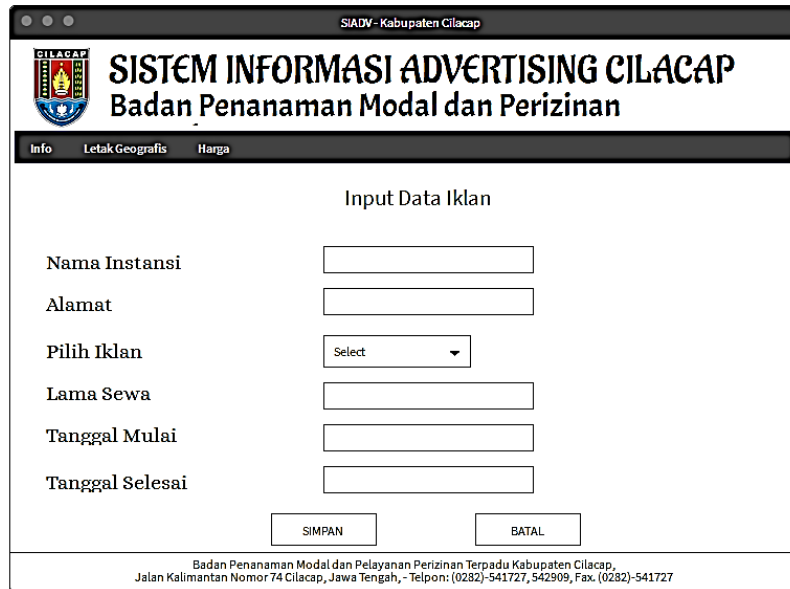 SIADV - Kabupaten Cilacap
CILACAP
SISTEM INFORMASI ADVERTISING CILACAP
Badan Penanaman Modal dan Perizinan
Info Letak Geografis Harga
Input Data Iklan
Nama Instansi
Alamat
Pilih Iklan Select
Lama Sewa
Tanggal Mulai
Tanggal Selesai
SIMPAN BATAL
Badan Penanaman Modal dan Pelayanan Perizinan Terpadu Kabupaten Cilacap,
Jalan Kalimantan Nomor 74 Cilacap, Jawa Tengah, - Telpon: (0282)-541727, 542909, Fax. (0282)-541727